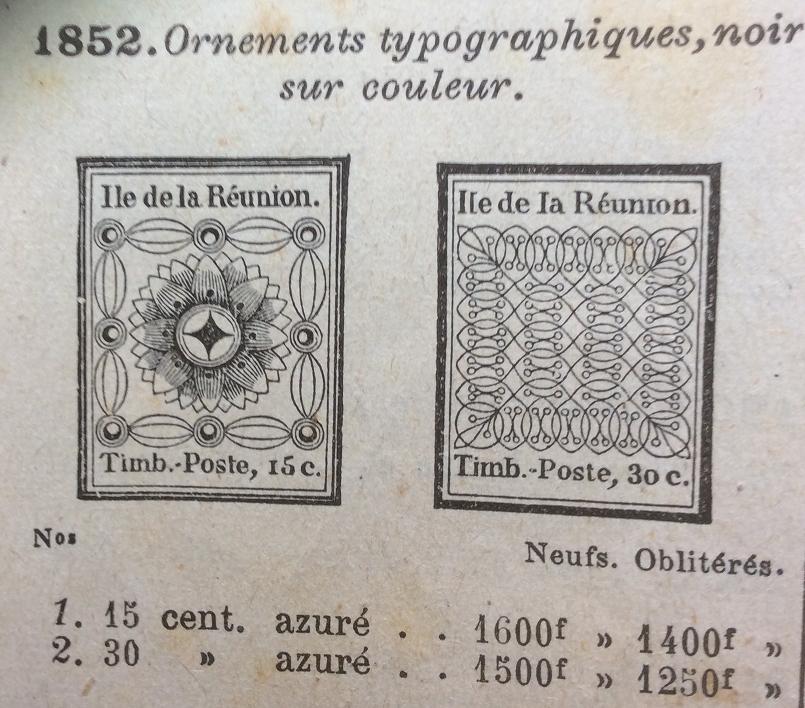 1852. Ornements typographiques, noir
sur couleur.
Ile de la Réunion.
Timb.-Poste, 15 c.
Ile de la Réunion.
Timb.-Poste, 30 c.
Nos
Neufs. Oblitérés.
1. 15 cent. azuré . . 1600f » 1400f »
2. 30 » azuré . . 1500f » 1250f »